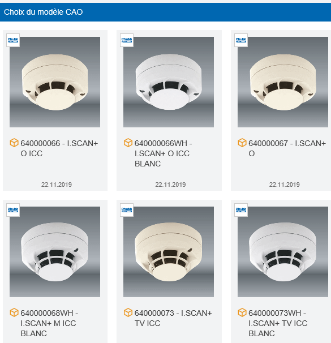 Choix du modèle CAO
640000066 - I.SCAN+
O ICC
22.11.2019
640000066WH -
I.SCAN+ O ICC
BLANC
22.11.2019
640000067 - I.SCAN+
O
22.11.2019
640000068WH -
I.SCAN+ M ICC
BLANC
640000073 - I.SCAN+
TV ICC
640000073WH -
I.SCAN+ TV ICC
BLANC